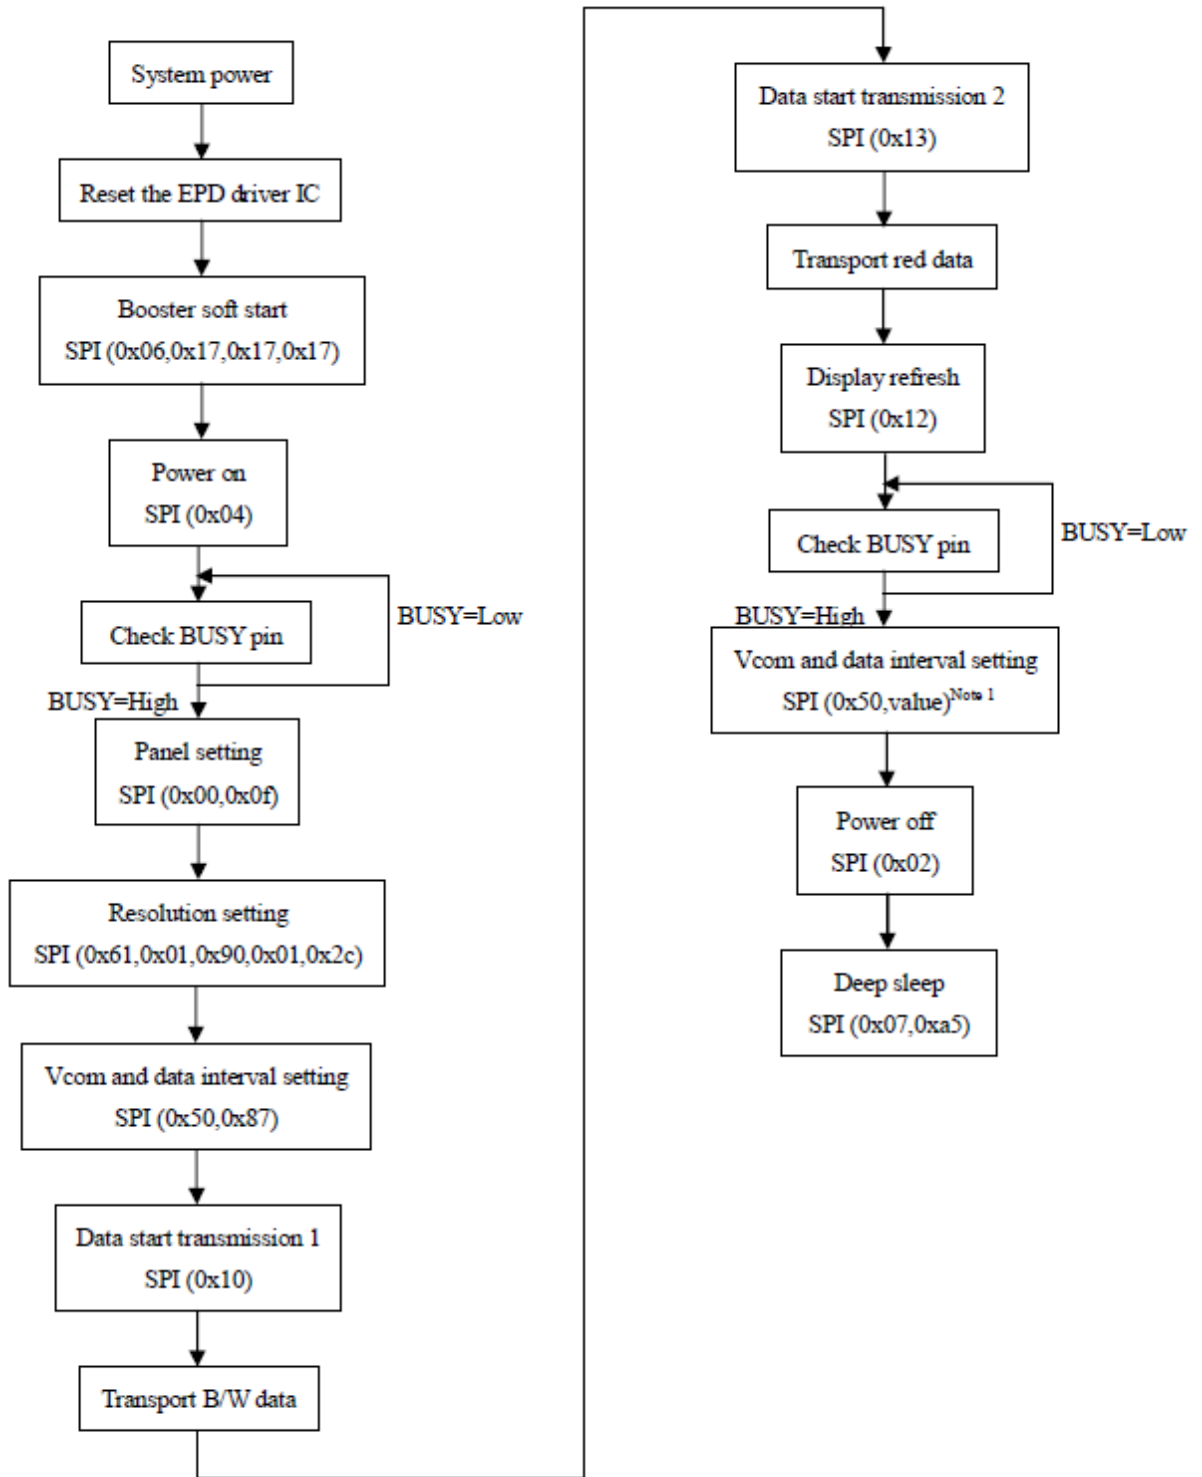 System power
Reset the EPD driver IC
Booster soft start
SPI (0x06,0x17,0x17,0x17)
Power on
SPI (0x04)
BUSY=Low
Check BUSY pin
BUSY=High
Panel setting
SPI (0x00,0x0f)
Resolution setting
SPI (0x61,0x01,0x90,0x01,0x2c)
Vcom and data interval setting
SPI (0x50,0x87)
Data start transmission 1
SPI (0x10)
Transport B/W data
Data start transmission 2
SPI (0x13)
Transport red data
Display refresh
SPI (0x12)
BUSY=Low
Check BUSY pin
BUSY=High
Vcom and data interval setting
SPI (0x50,value)Note 1
Power off
SPI (0x02)
Deep sleep
SPI (0x07,0xa5)